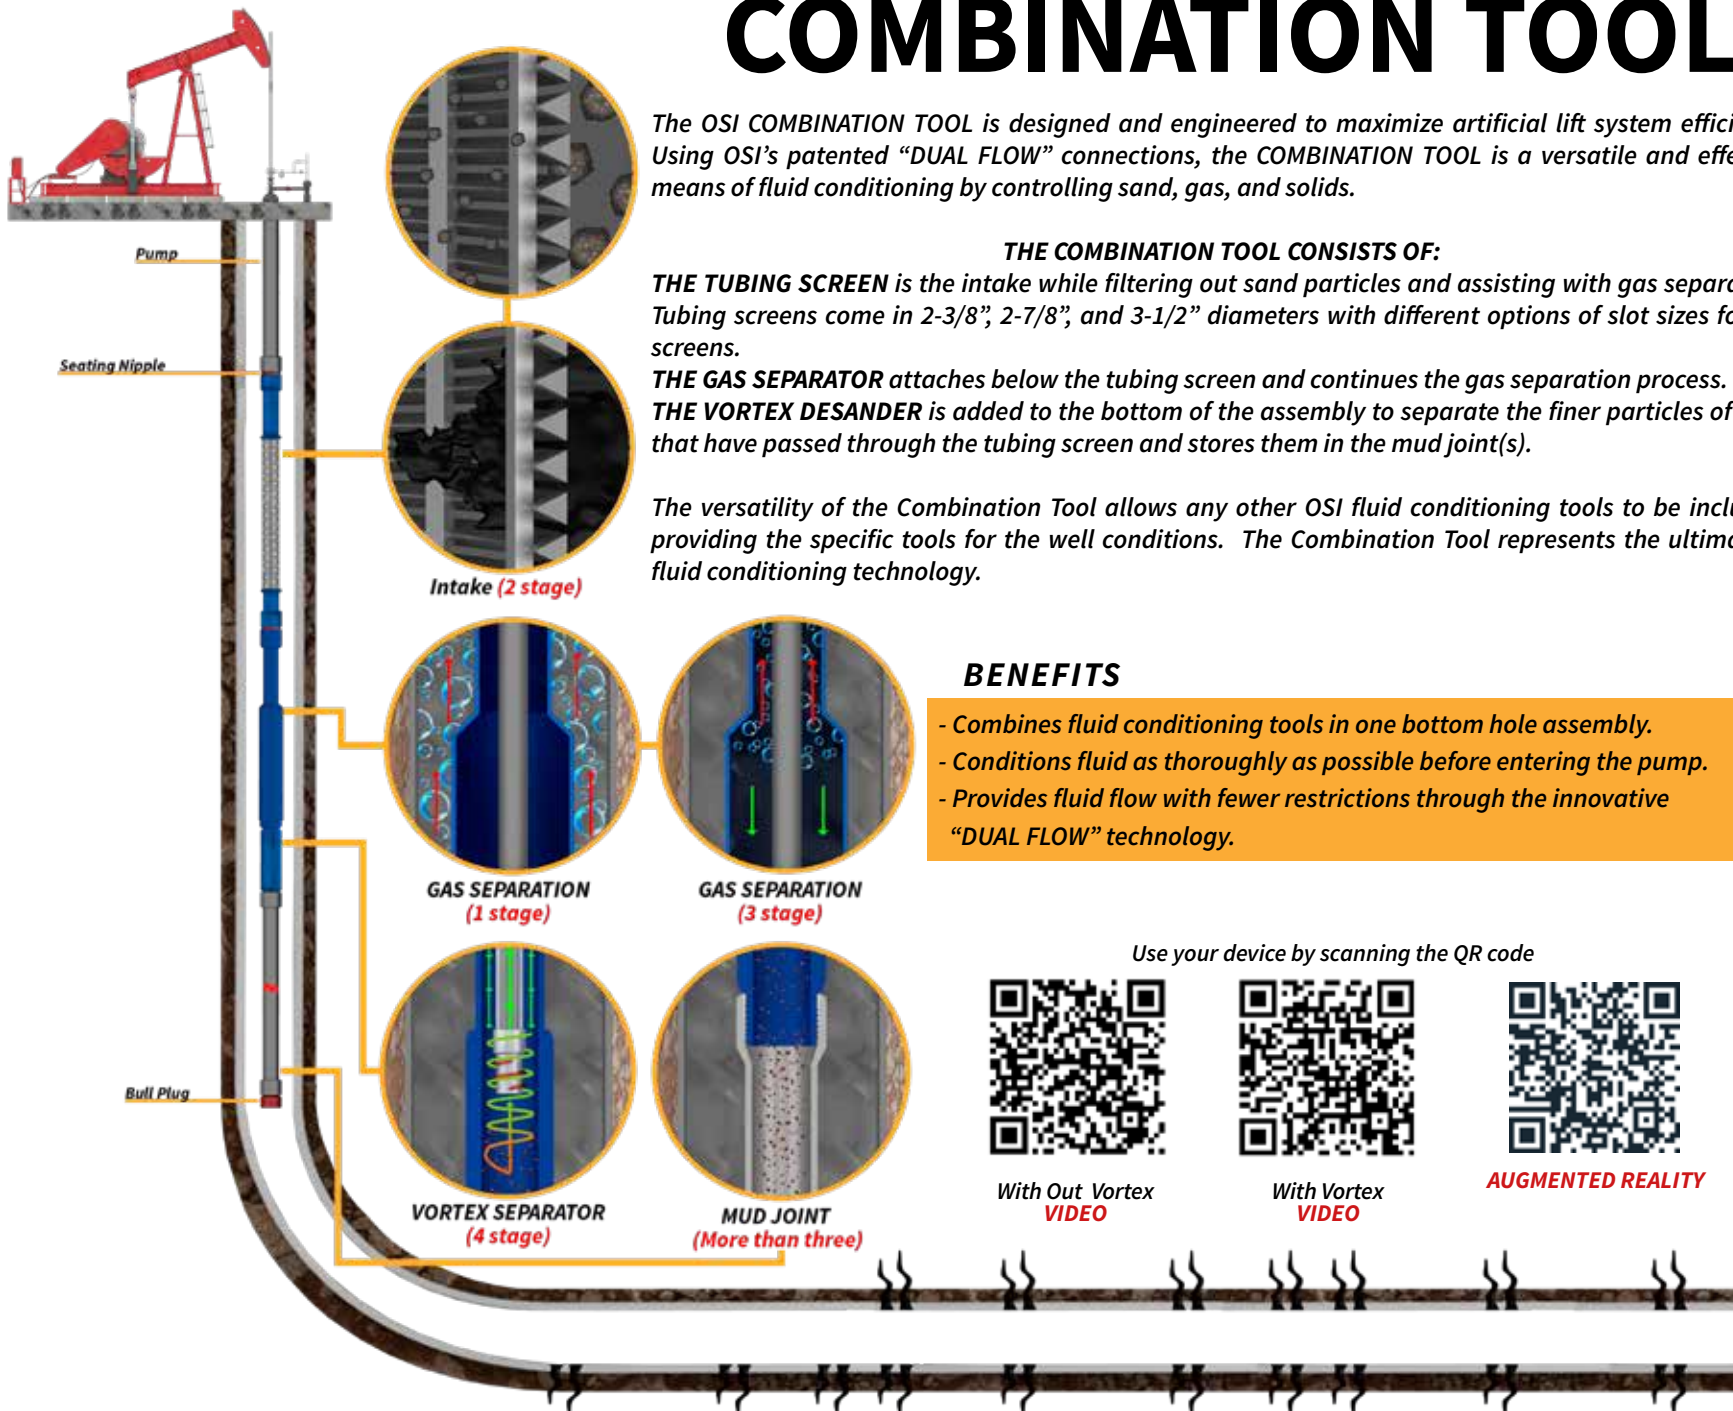 COMBINATION TOOL
The OSI COMBINATION TOOL is designed and engineered to maximize artificial lift system
Using OSI’s patented “DUAL FLOW” connections, the COMBINATION TOOL is a versatile and
means of fluid conditioning by controlling sand, gas, and solids.
THE COMBINATION TOOL CONSISTS OF:
THE TUBING SCREEN is the intake while filtering out sand particles and assisting with gas
Tubing screens come in 2-3/8”, 2-7/8”, and 3-1/2” diameters with different options of slot sizes
screens.
THE GAS SEPARATOR attaches below the tubing screen and continues the gas separation process.
THE VORTEX DESANDER is added to the bottom of the assembly to separate the finer particles of
that have passed through the tubing screen and stores them in the mud joint(s).
The versatility of the Combination Tool allows any other OSI fluid conditioning tools to be
providing the specific tools for the well conditions. The Combination Tool represents the
fluid conditioning technology.
Pump
Seating Nipple
Intake (2 stage)
GAS SEPARATION
(1 stage)
GAS SEPARATION
(3 stage)
BENEFITS
- Combines fluid conditioning tools in one bottom hole assembly.
- Conditions fluid as thoroughly as possible before entering the pump.
- Provides fluid flow with fewer restrictions through the innovative
“DUAL FLOW” technology.
Bull Plug
VORTEX SEPARATOR
(4 stage)
MUD JOINT
(More than three)
Use your device by scanning the QR code
With Out Vortex
VIDEO
With Vortex
VIDEO
AUGMENTED REALITY